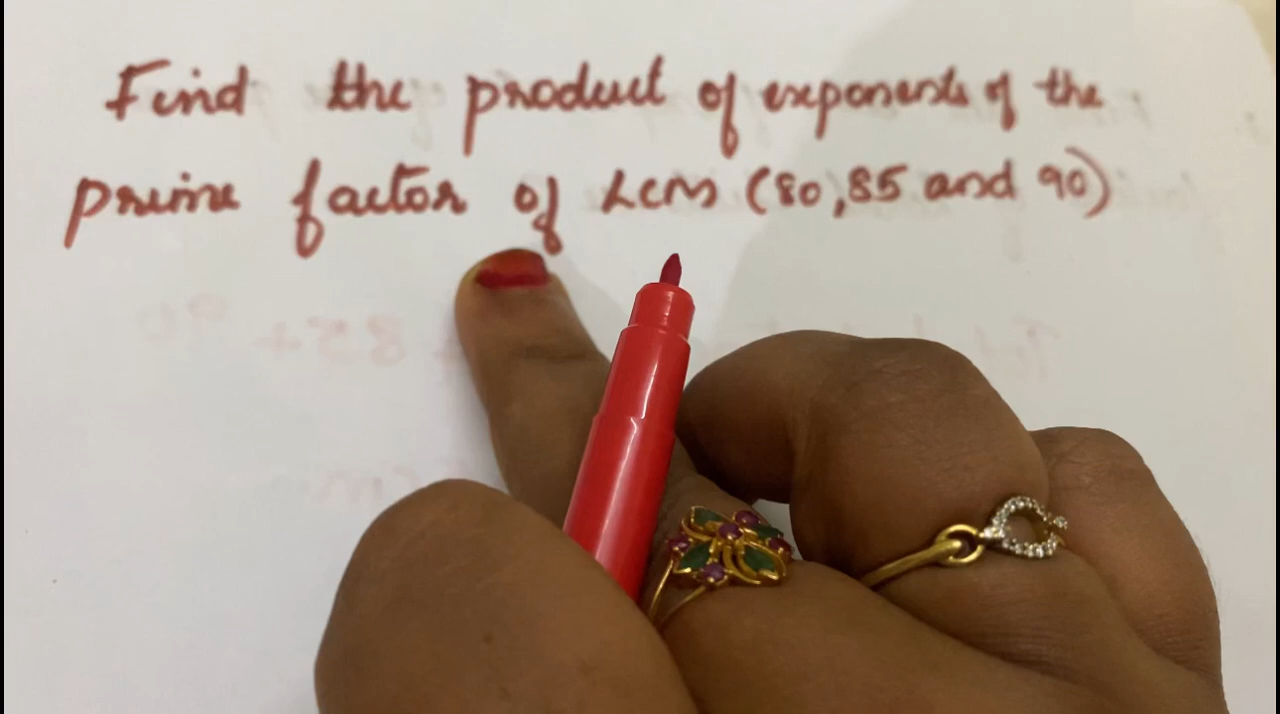 Find the product of exponents of the
prime factor of LCM (80,85 and 90)